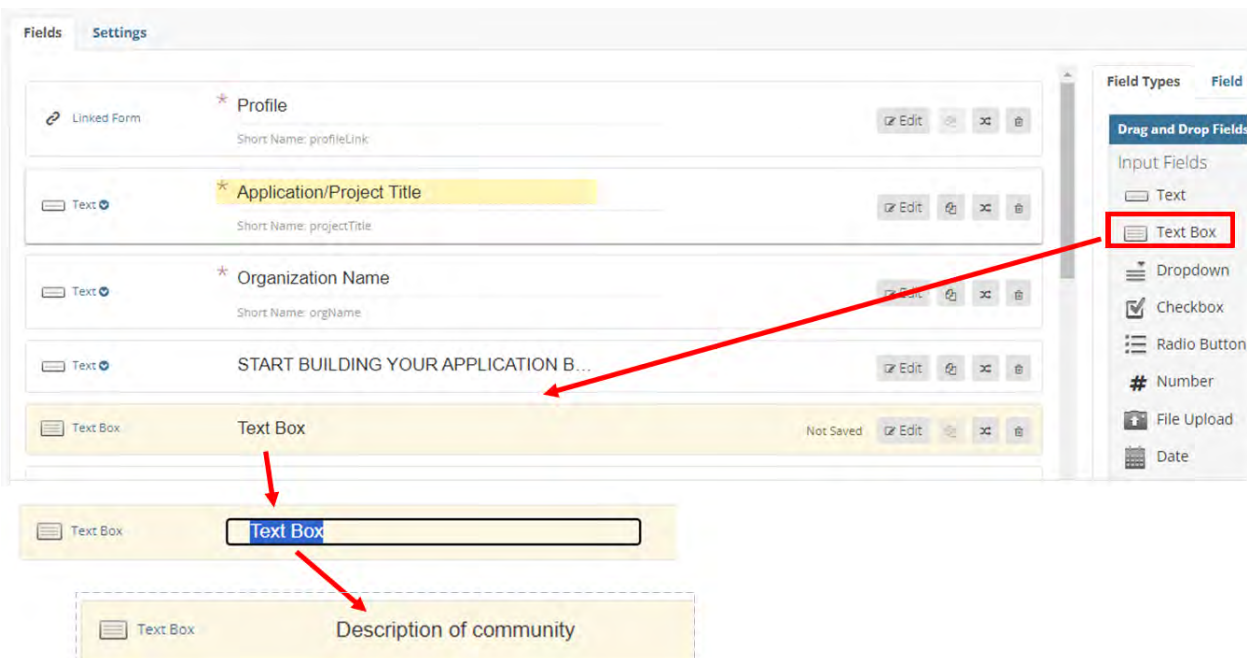 Fields Settings
Linked Form
* Profile
Short Name: profileLink
Edit
Text
* Application/Project Title
Short Name: projectTitle
Edit
Text
* Organization Name
Short Name: orgName
Edit
Text
START BUILDING YOUR APPLICATION B...
Edit
Text Box
Text Box
Not Saved
Edit
Field Types Field
Drag and Drop Fields
Input Fields
Text
Text Box
Dropdown
Checkbox
Radio Button
Number
File Upload
Date
Text Box
Text Box
Text Box
Description of community